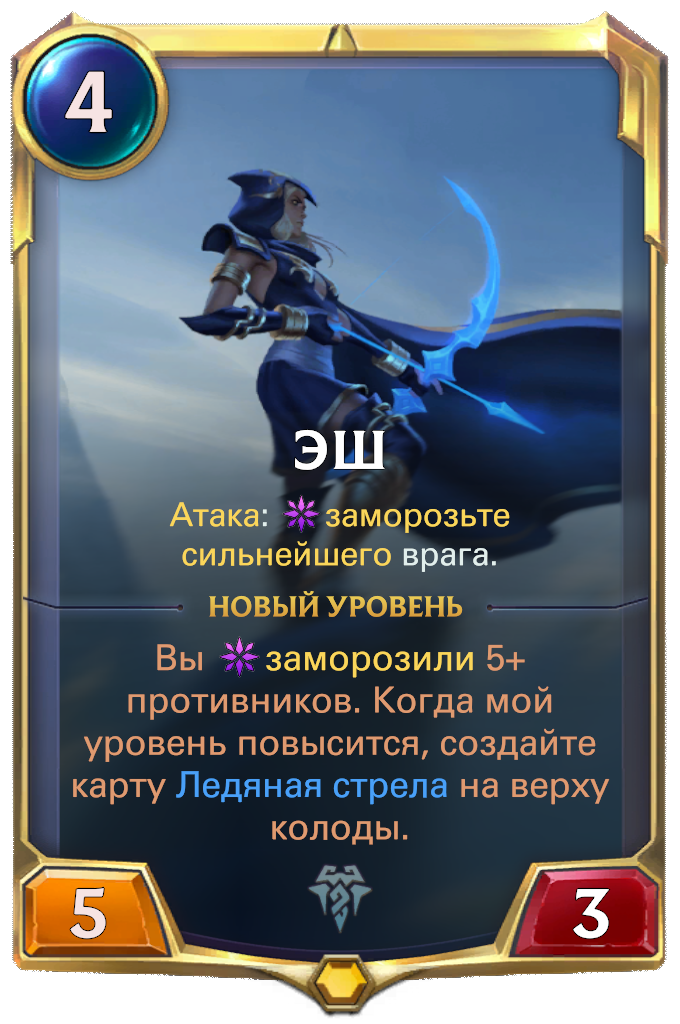 4
ЭШ
Атака: заморозьте
сильнейшего врага.
НОВЫЙ УРОВЕНЬ
Вы заморозили 5+
противников. Когда мой
уровень повысится, создайте
карту Ледяная стрела на верху
колоды.
5
3